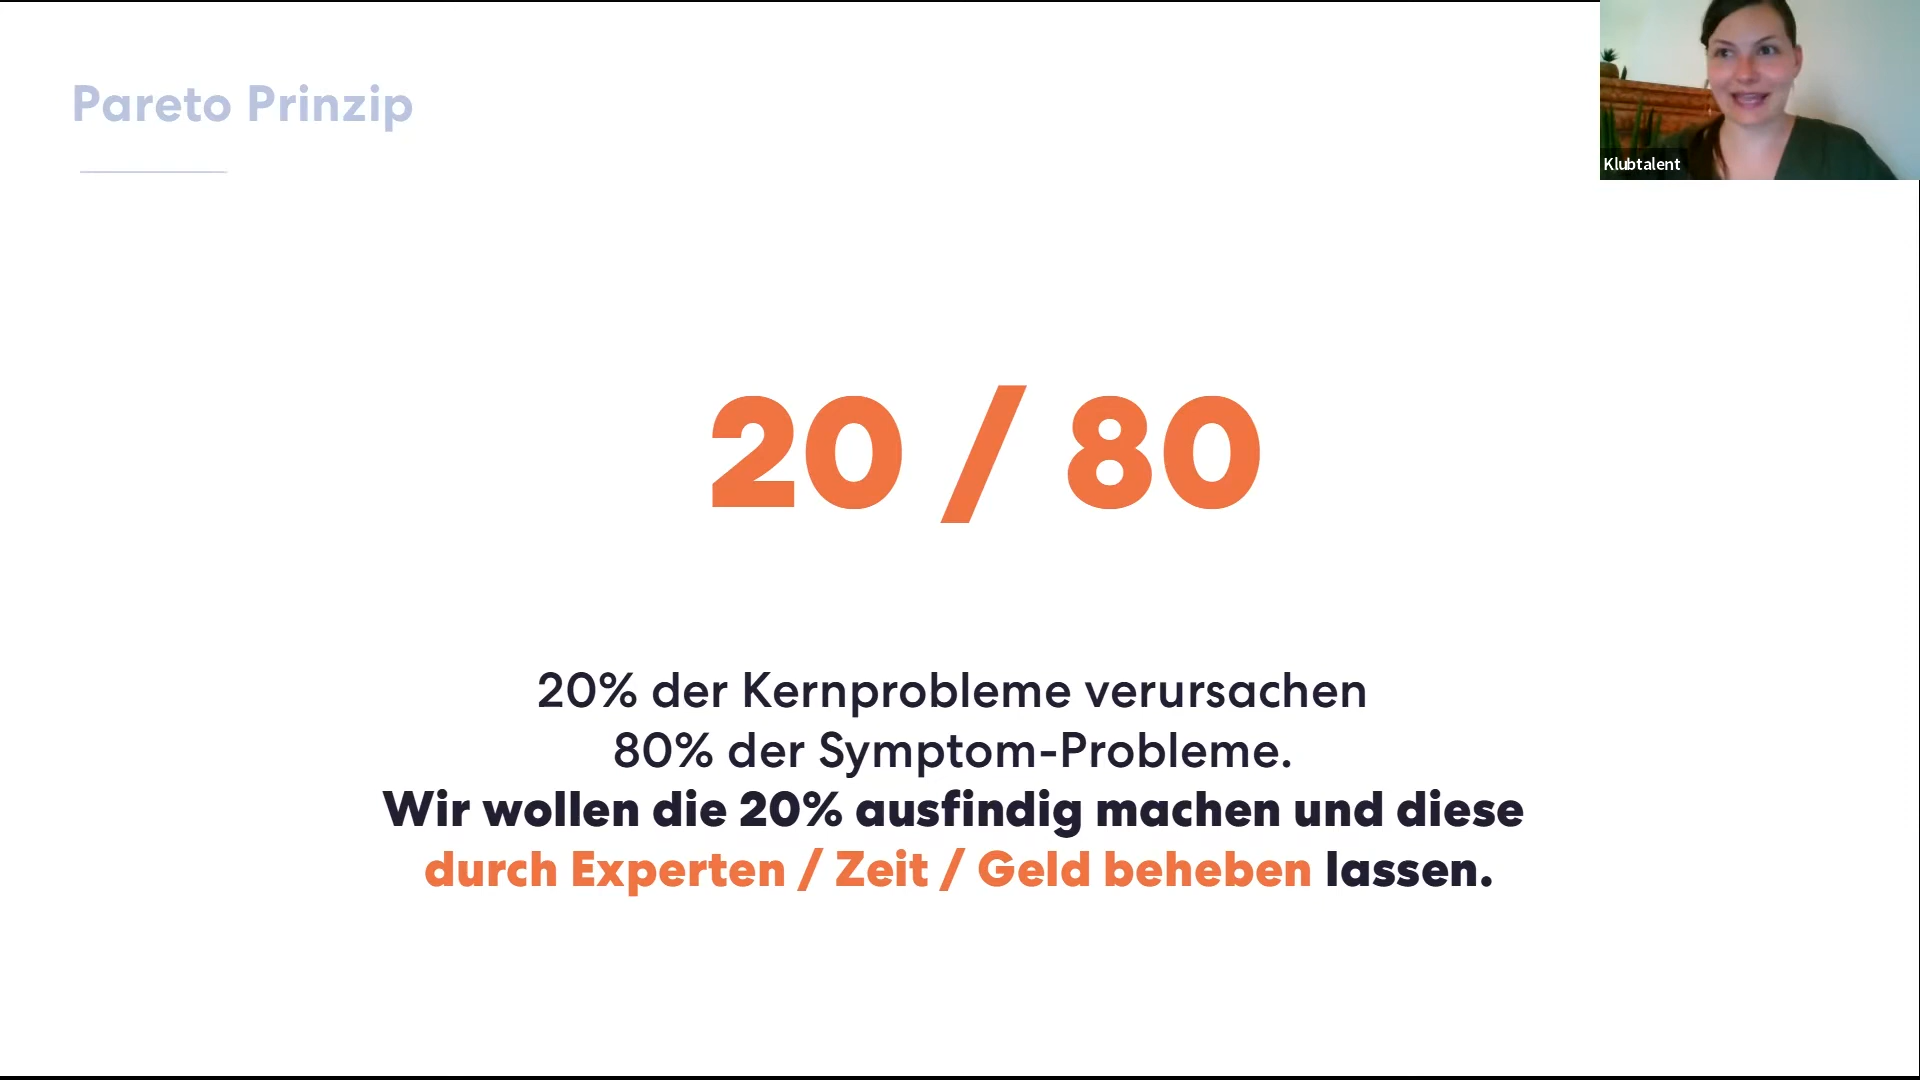 Pareto Prinzip
Klubtalent
20 / 80
20% der Kernprobleme verursachen
80% der Symptom-Probleme.
Wir wollen die 20% ausfindig machen und diese
durch Experten / Zeit / Geld beheben lassen.